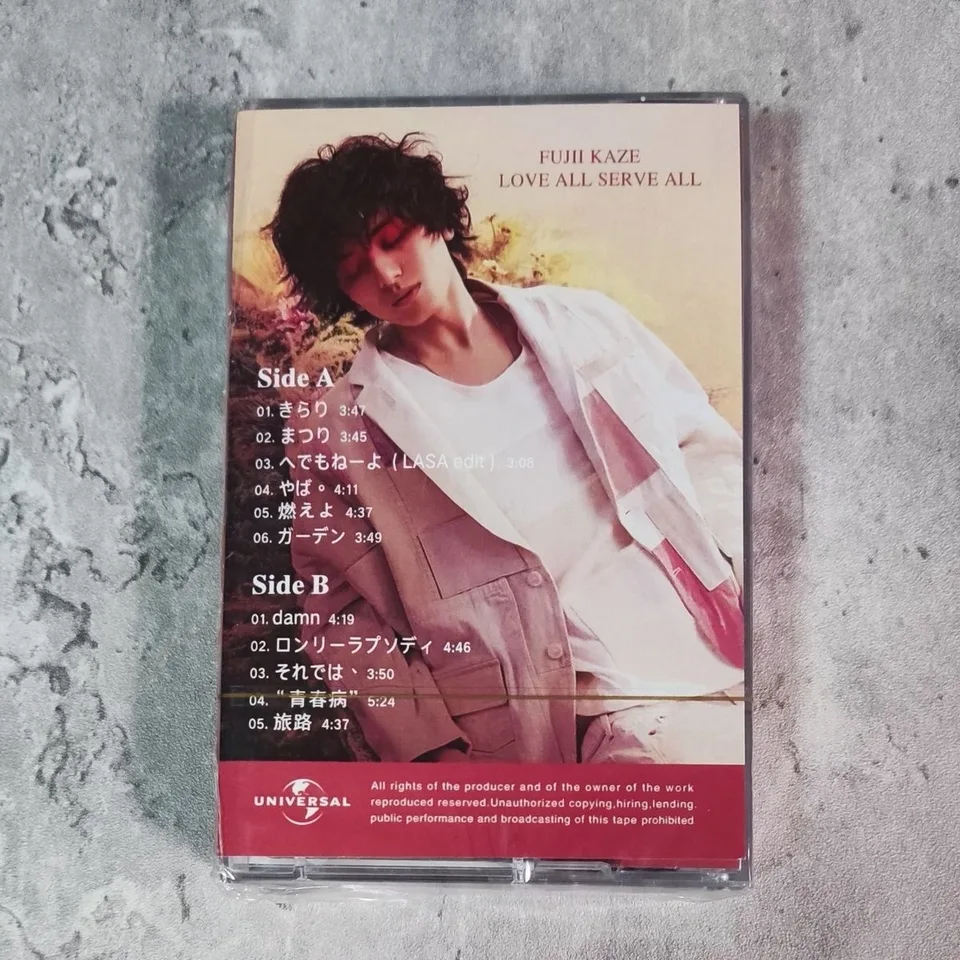 FUJII KAZE
LOVE ALL SERVE ALL
Side A
01. きらり 3:47
02. まつり 3:45
03. へでもねーよ ( LASA edit ) 3:08
04. やば。 4:11
05. 燃えよ 4:37
06. ガーデン 3:49
Side B
01. damn 4:19
02. ロンリーラプソディ 4:46
03. それでは、 3:50
04. “青春病” 5:24
05. 旅路 4:37
UNIVERSAL
All rights of the producer and of the owner of the work
reproduced reserved.Unauthorized copying,hiring,lending.
public performance and broadcasting of this tape prohibited